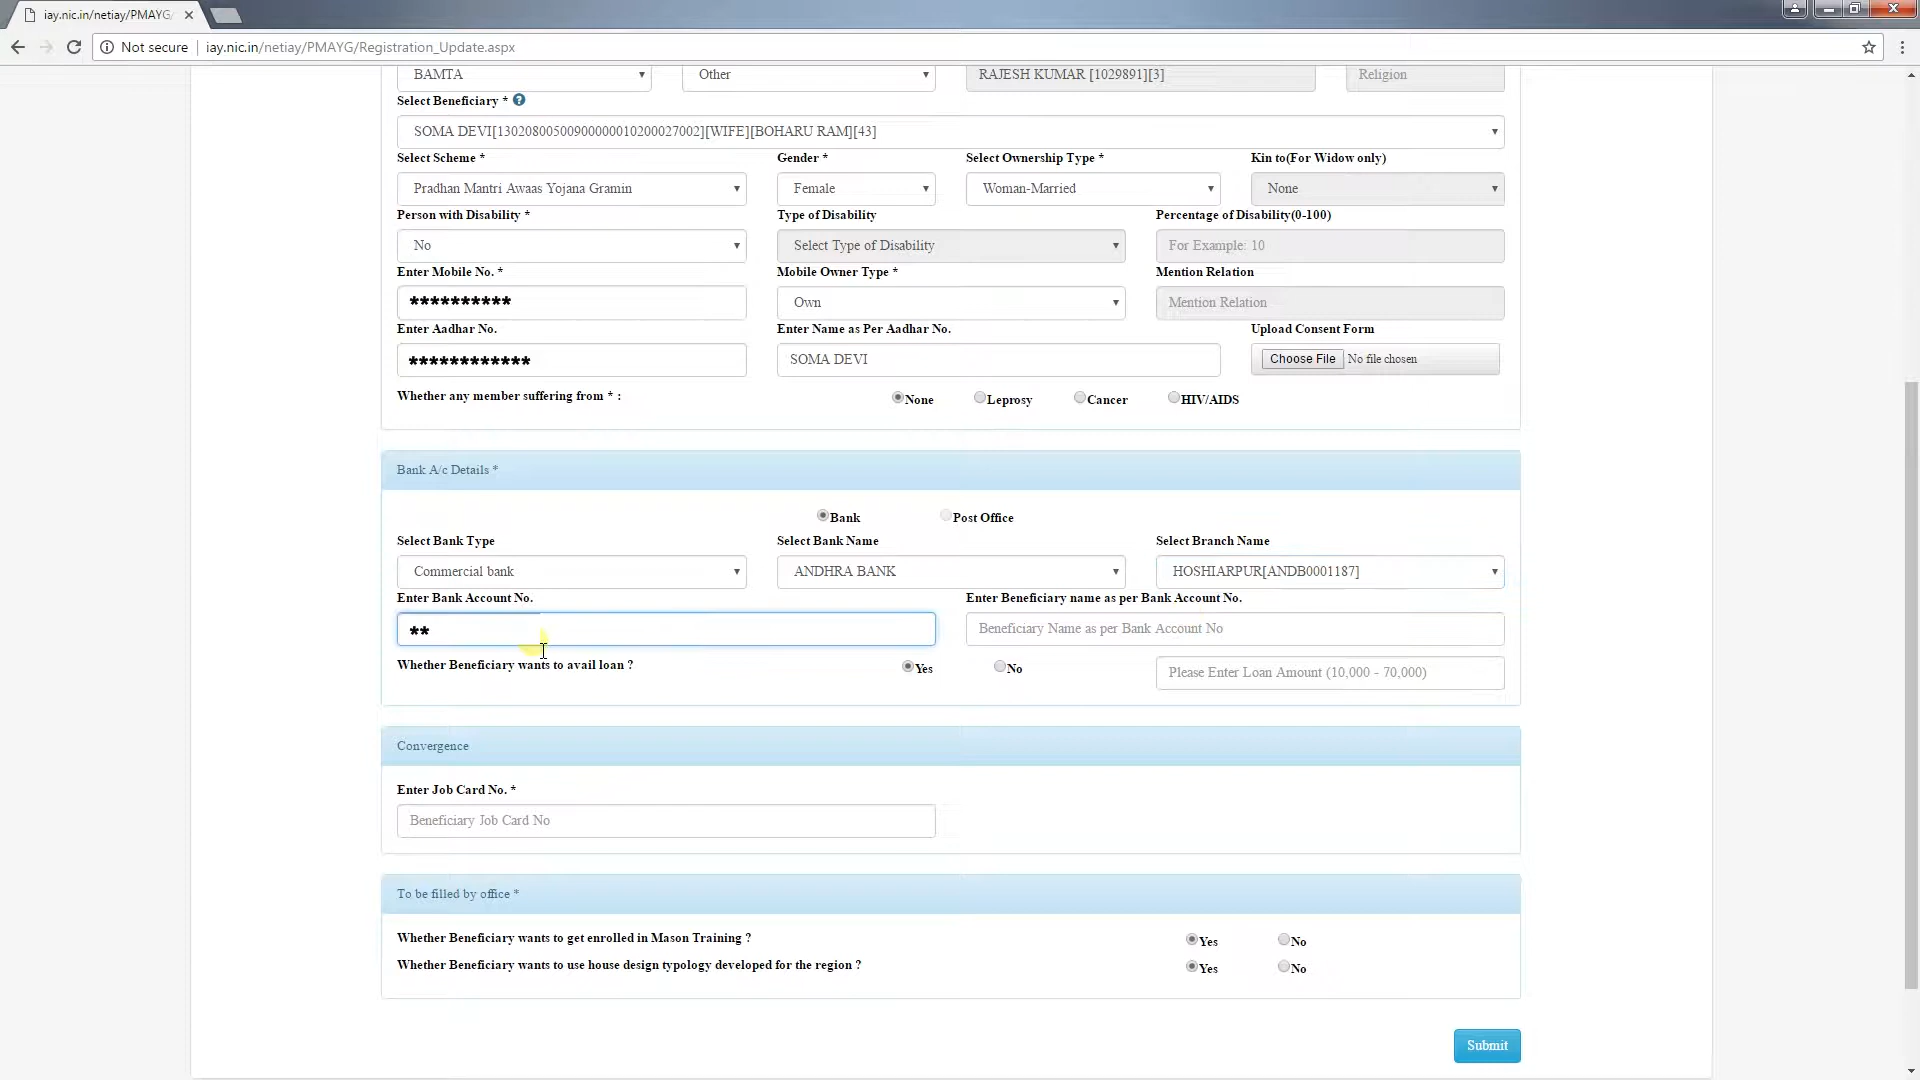 iay.nic.in/netiay/PMAYG/
Not secure iay.nic.in/netiay/PMAYG/Registration_Update.aspx
BAMTA Other RAJESH KUMAR [1029891][3] Religion
Select Beneficiary * ?
SOMA DEVI[13020800500900000010200027002][WIFE][BOHARU RAM][43]
Select Scheme * Gender * Select Ownership Type * Kin to(For Widow only)
Pradhan Mantri Awaas Yojana Gramin Female Woman-Married None
Person with Disability * Type of Disability Percentage of Disability(0-100)
No Select Type of Disability For Example: 10
Enter Mobile No. * Mobile Owner Type * Mention Relation
********** Own Mention Relation
Enter Aadhar No. Enter Name as Per Aadhar No. Upload Consent Form
************ SOMA DEVI Choose File No file chosen
Whether any member suffering from * : None Leprosy Cancer HIV/AIDS
Bank A/c Details *
Bank Post Office
Select Bank Type Select Bank Name Select Branch Name
Commercial bank ANDHRA BANK HOSHIARPUR[ANDB0001187]
Enter Bank Account No. Enter Beneficiary name as per Bank Account No.
** Beneficiary Name as per Bank Account No
Whether Beneficiary wants to avail loan ? Yes No Please Enter Loan Amount (10,000 - 70,000)
Convergence
Enter Job Card No. *
Beneficiary Job Card No
To be filled by office *
Whether Beneficiary wants to get enrolled in Mason Training ? Yes No
Whether Beneficiary wants to use house design typology developed for the region ? Yes No
Submit